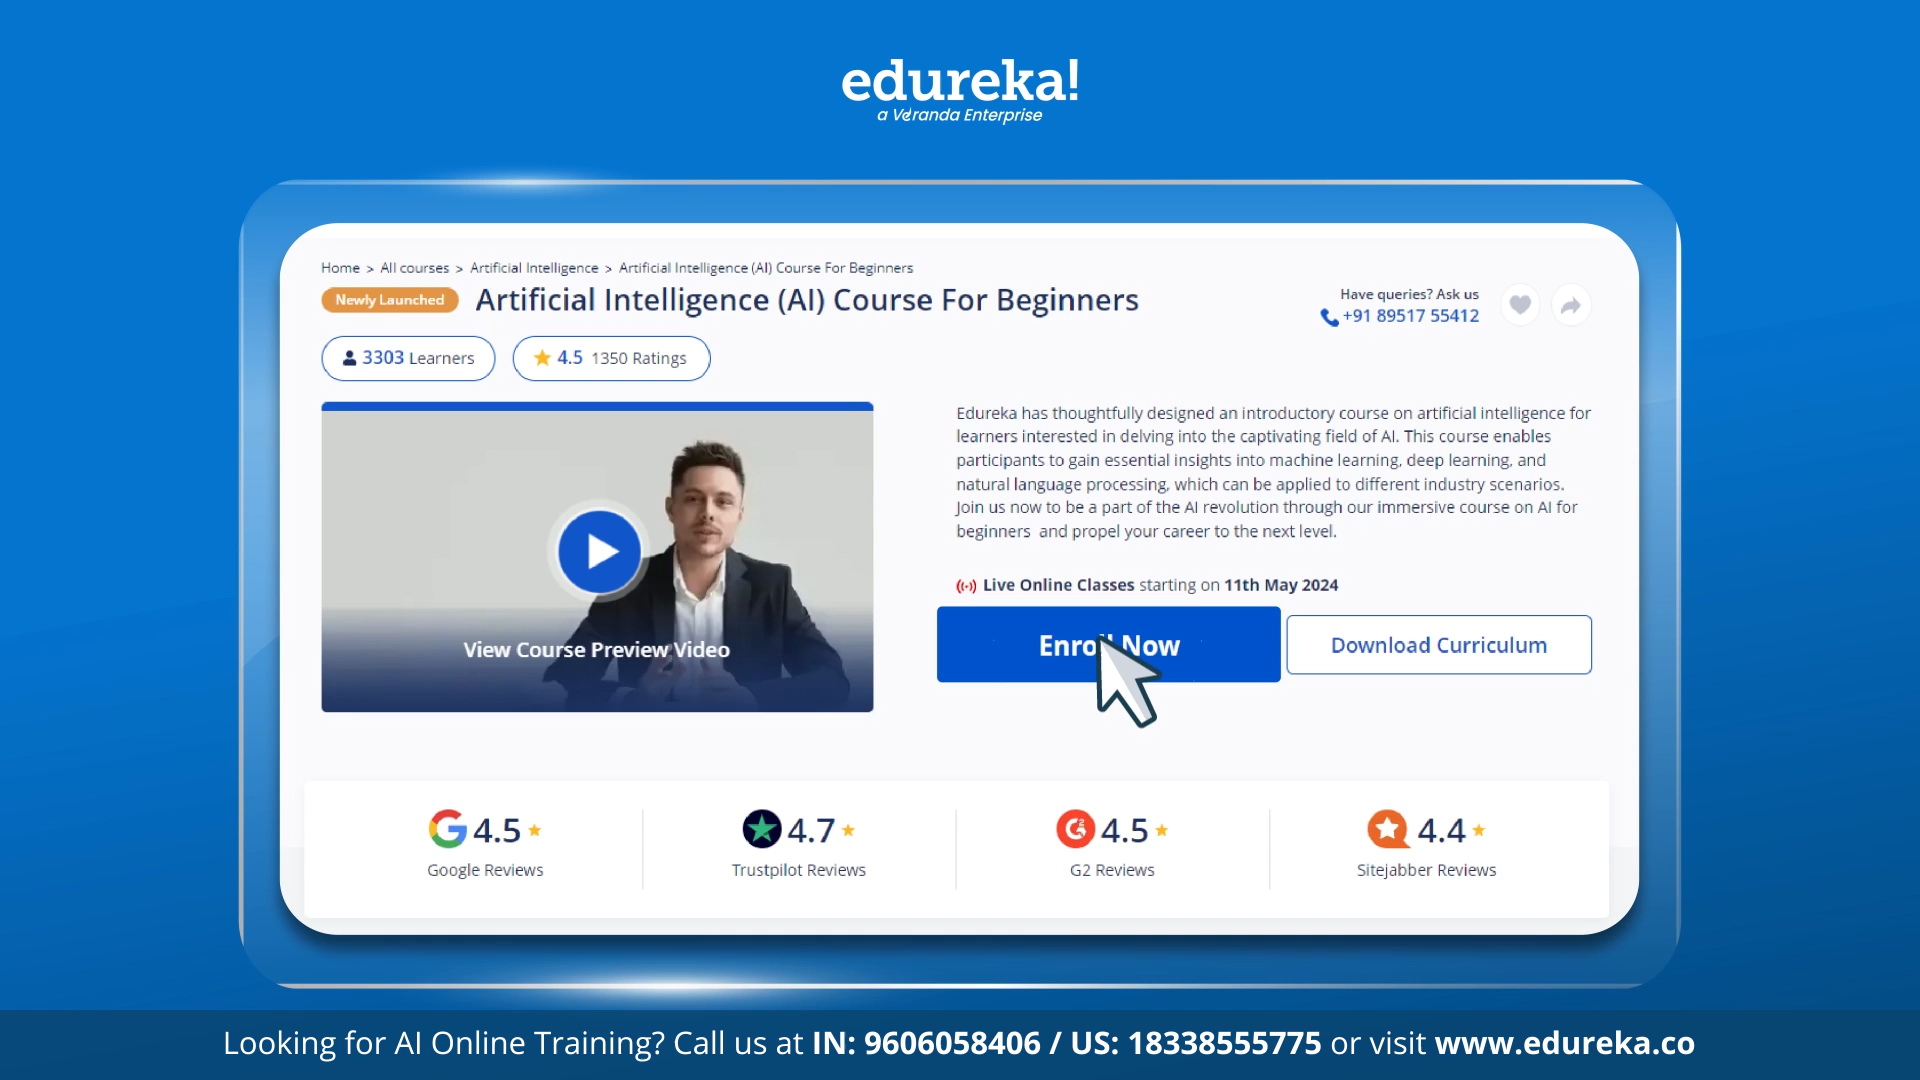 edureka!
a Veranda Enterprise
Home > All courses > Artificial Intelligence > Artificial Intelligence (AI) Course For Beginners
Newly Launched
Artificial Intelligence (AI) Course For Beginners
Have queries? Ask us
+91 89517 55412
3303 Learners
4.5 1350 Ratings
View Course Preview Video
Edureka has thoughtfully designed an introductory course on artificial intelligence for
learners interested in delving into the captivating field of AI. This course enables
participants to gain essential insights into machine learning, deep learning, and
natural language processing, which can be applied to different industry scenarios.
Join us now to be a part of the AI revolution through our immersive course on AI for
beginners and propel your career to the next level.
Live Online Classes starting on 11th May 2024
Enroll Now
Download Curriculum
4.5
Google Reviews
4.7
Trustpilot Reviews
4.5
G2 Reviews
4.4
Sitejabber Reviews
Looking for AI Online Training? Call us at IN: 9606058406 / US: 18338555775 or visit www.edureka.co